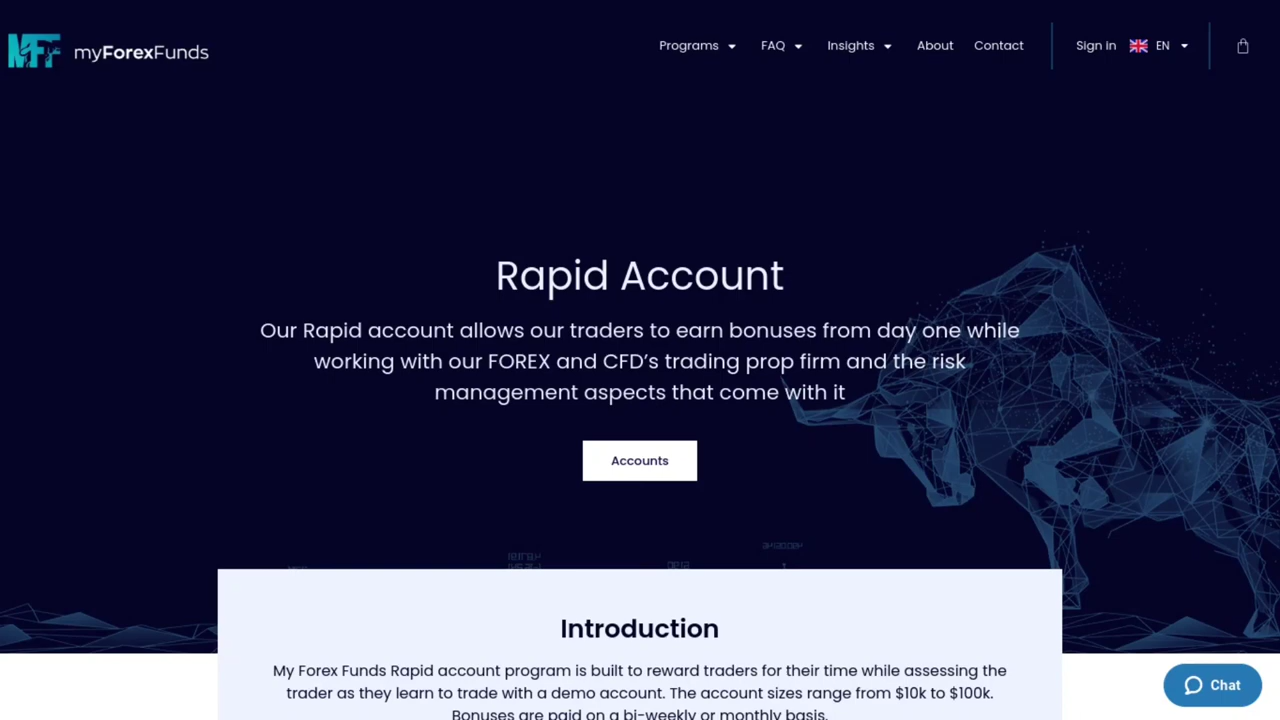 MFF myForexFunds
Programs FAQ Insights About Contact Sign in EN
Rapid Account
Our Rapid account allows our traders to earn bonuses from day one while
working with our FOREX and CFD’s trading prop firm and the risk
management aspects that come with it
Accounts
Introduction
My Forex Funds Rapid account program is built to reward traders for their time while assessing the
trader as they learn to trade with a demo account. The account sizes range from $10k to $100k.
Bonuses are paid on a bi-weekly or monthly basis.
Chat